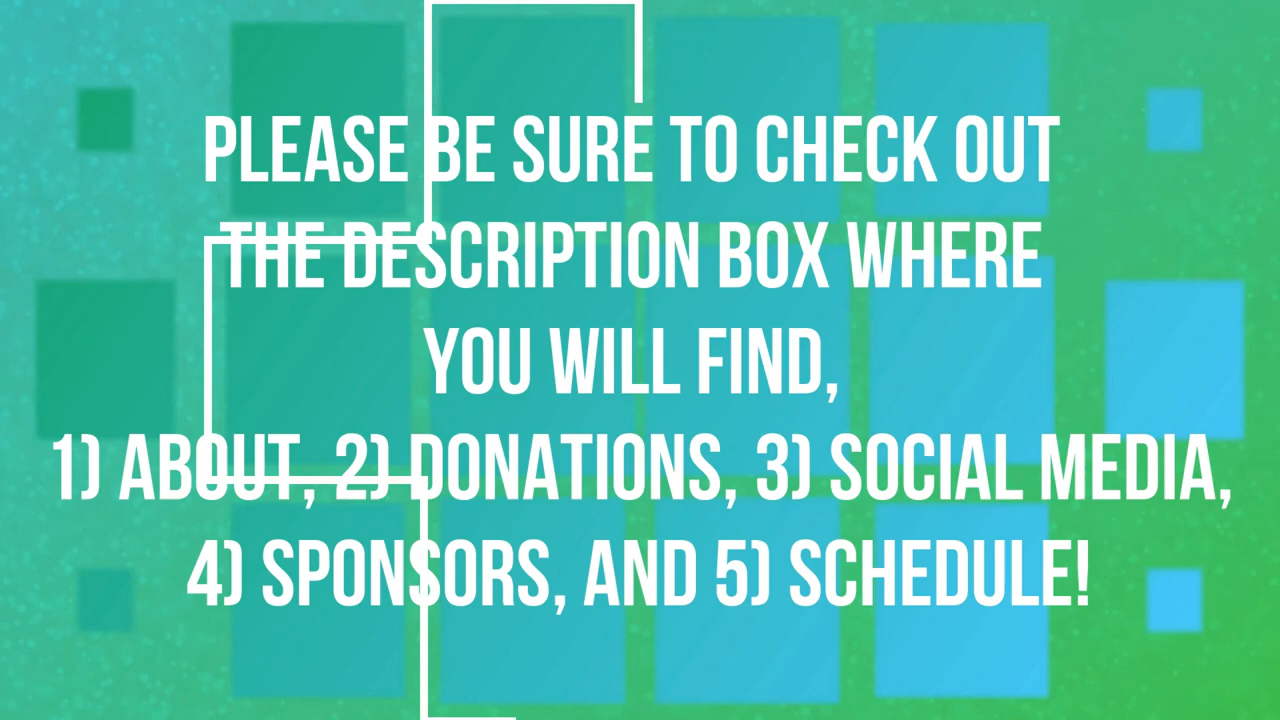 PLEASE BE SURE TO CHECK OUT
THE DESCRIPTION BOX WHERE
YOU WILL FIND,
1) ABOUT, 2) DONATIONS, 3) SOCIAL MEDIA,
4) SPONSORS, AND 5) SCHEDULE!